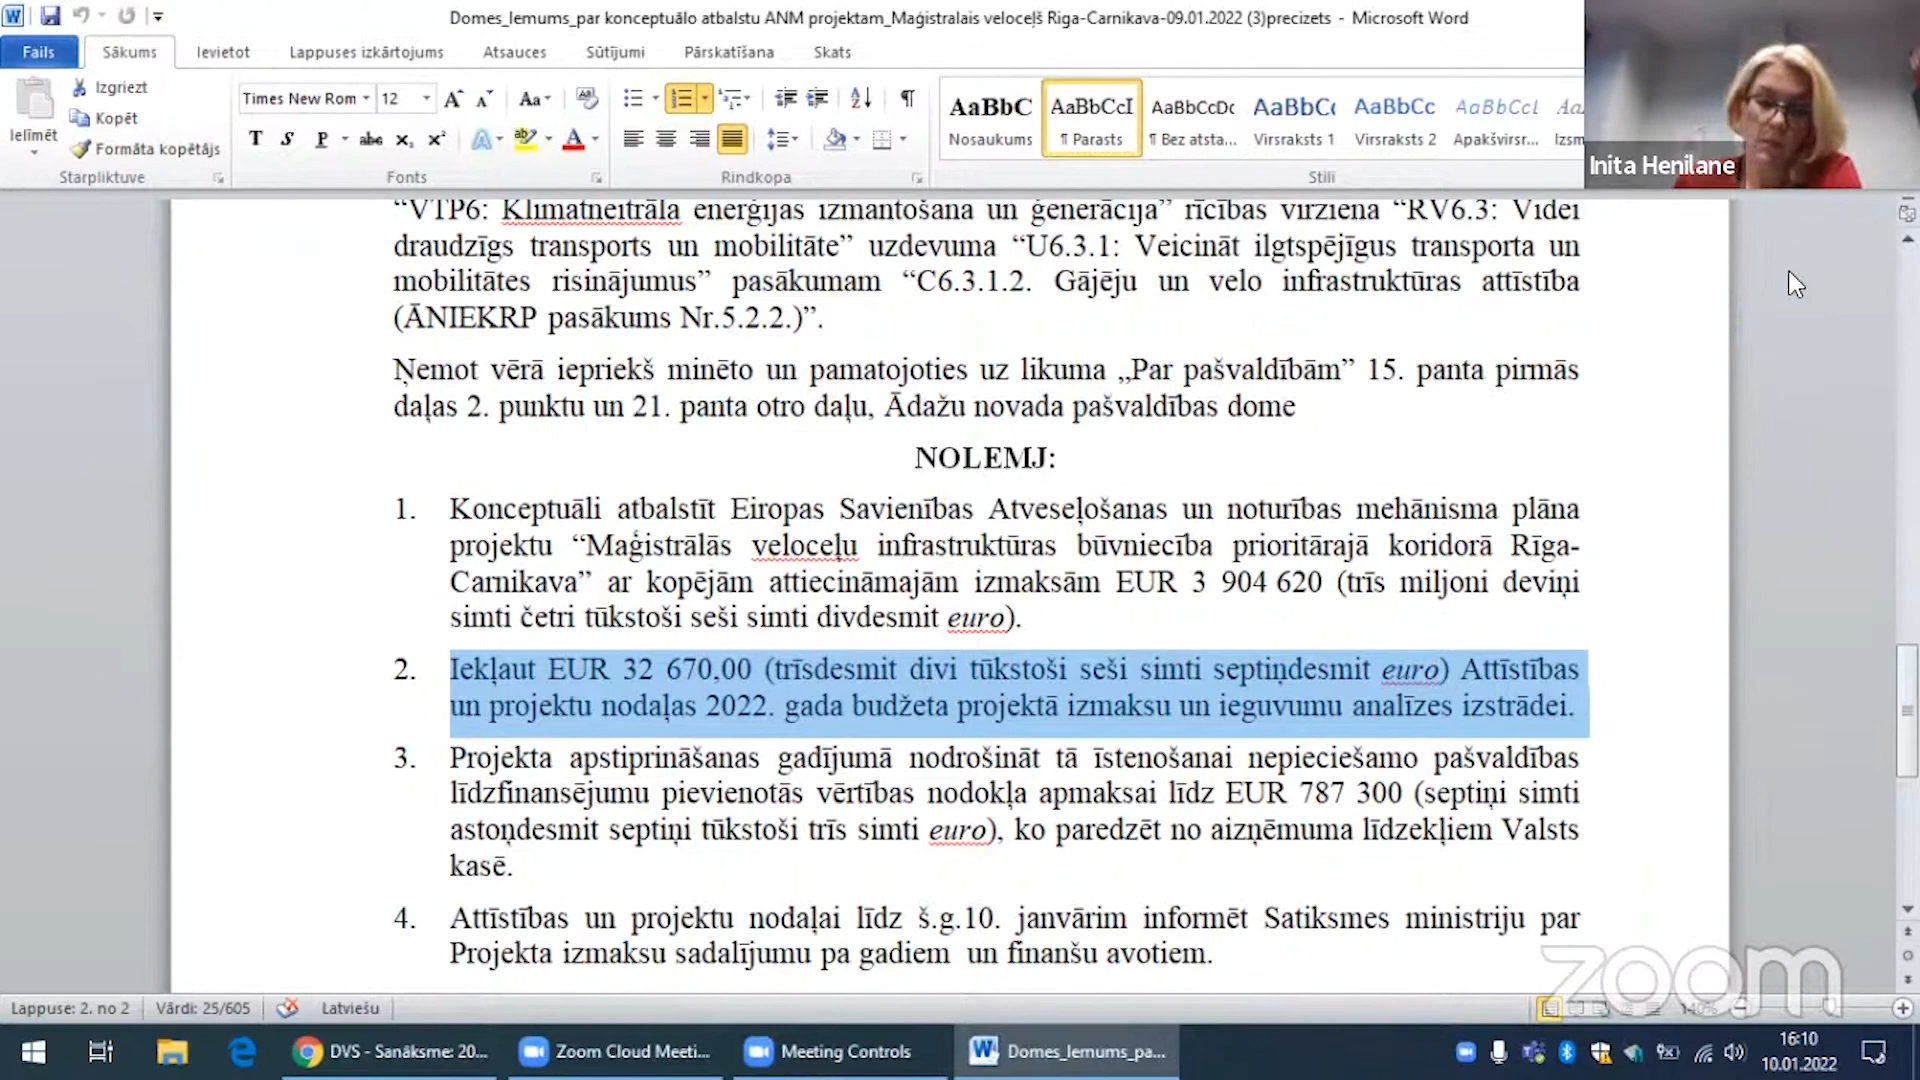 Domes_lemums_par konceptuālo atbalstu ANM projektam_Maģistralais veloceļš Riga-Carnikava-09.01.2022 (3)precizets - Microsoft Word
Fails Sākums Ievietot Lappuses izkārtojums Atsauces Sūtījumi Pārskatīšana Skats
Izgriezt
Kopēt
Ielīmēt
Formāta kopētājs
Times New Rom 12
AaBbC AaBbCcI AaBbCcDc AaBbCc AaBbCc AaBbCcL
Nosaukums ¶ Parasts ¶ Bez atsta... Virsraksts 1 Virsraksts 2 Apakšvirsr... Izsm
Starpliktuve Fonts Rindkopa Stili
Inita Henilane
“VTP6: Klimatneitrāla enerģijas izmantošana un ģenerācija” rīcības virziena “RV6.3: Videi
draudzīgs transports un mobilitāte” uzdevuma “U6.3.1: Veicināt ilgtspējīgus transporta un
mobilitātes risinājumus” pasākumam “C6.3.1.2. Gājēju un velo infrastruktūras attīstība
(ĀNIEKRP pasākums Nr.5.2.2.)”.
Ņemot vērā iepriekš minēto un pamatojoties uz likuma „Par pašvaldībām” 15. panta pirmās
daļas 2. punktu un 21. panta otro daļu, Ādažu novada pašvaldības dome
NOLEMJ:
1. Konceptuāli atbalstīt Eiropas Savienības Atveseļošanas un noturības mehānisma plāna
projektu “Maģistrālās veloceļu infrastruktūras būvniecība prioritārajā koridorā Rīga-
Carnikava” ar kopējām attiecināmajām izmaksām EUR 3 904 620 (trīs miljoni deviņi
simti četri tūkstoši seši simti divdesmit euro).
2. Iekļaut EUR 32 670,00 (trīsdesmit divi tūkstoši seši simti septiņdesmit euro) Attīstības
un projektu nodaļas 2022. gada budžeta projektā izmaksu un ieguvumu analīzes izstrādei.
3. Projekta apstiprināšanas gadījumā nodrošināt tā īstenošanai nepieciešamo pašvaldības
līdzfinansējumu pievienotās vērtības nodokļa apmaksai līdz EUR 787 300 (septiņi simti
astoņdesmit septiņi tūkstoši trīs simti euro), ko paredzēt no aizņēmuma līdzekļiem Valsts
kasē.
4. Attīstības un projektu nodaļai līdz š.g.10. janvārim informēt Satiksmes ministriju par
Projekta izmaksu sadalījumu pa gadiem un finanšu avotiem.
zoom
Lappuse: 2. no 2 Vārdi: 25/605 Latviešu 140%
DVS - Sanāksme: 20... Zoom Cloud Meeti... Meeting Controls Domes_lemums_pa...
16:10
10.01.2022